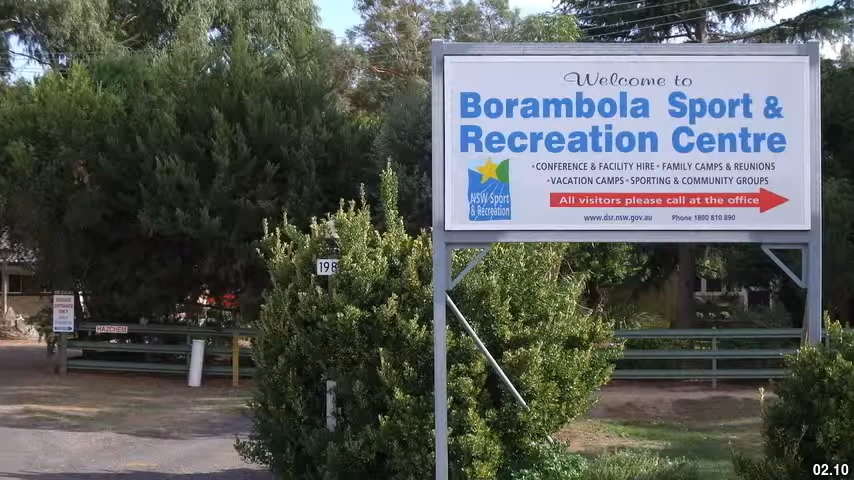 Welcome to
Borambola Sport &
Recreation Centre
•CONFERENCE & FACILITY HIRE • FAMILY CAMPS & REUNIONS
•VACATION CAMPS • SPORTING & COMMUNITY GROUPS
NSW Sport
& Recreation
All visitors please call at the office
www.dsr.nsw.gov.au Phone 1800 810 890
198
HAZCHEM
02.10